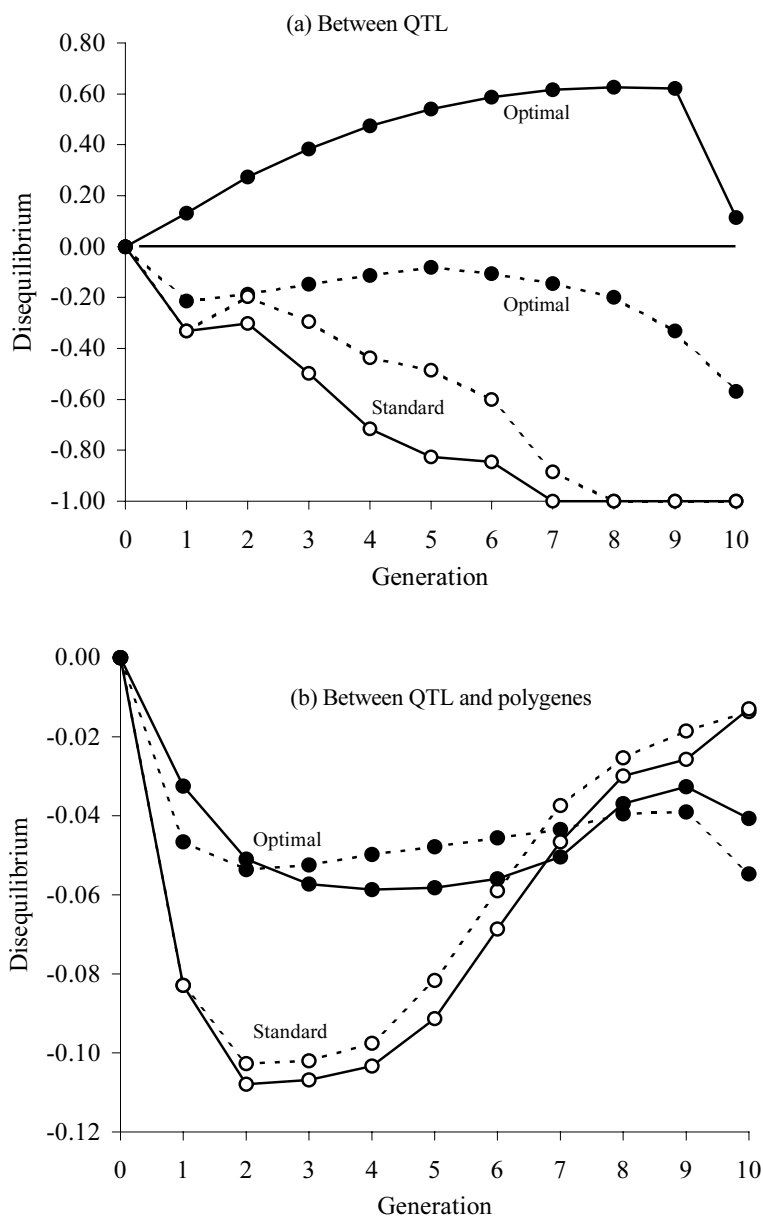 (a) Between QTL
0.80
0.60
0.40
0.20
0.00
-0.20
-0.40
-0.60
-0.80
-1.00
Disequilibrium
Optimal
Optimal
Standard
0 1 2 3 4 5 6 7 8 9 10
Generation
(b) Between QTL and polygenes
0.00
-0.02
-0.04
-0.06
-0.08
-0.10
-0.12
Disequilibrium
Optimal
Standard
0 1 2 3 4 5 6 7 8 9 10
Generation